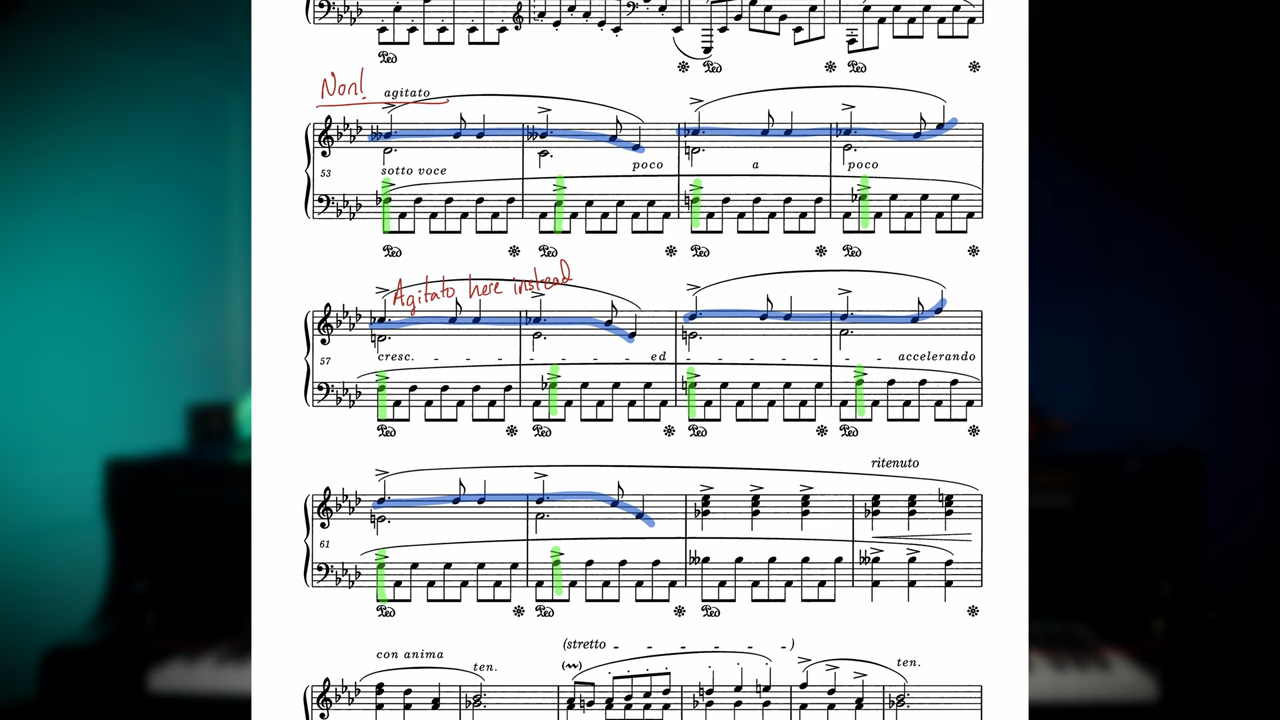 Non!
agitato
53
sotto voce
poco a poco
Agitato here instead
57
cresc. - - - - - - - - ed - - - - - - - accelerando
ritenuto
61
con anima
ten.
(stretto - - - - - -)
ten.